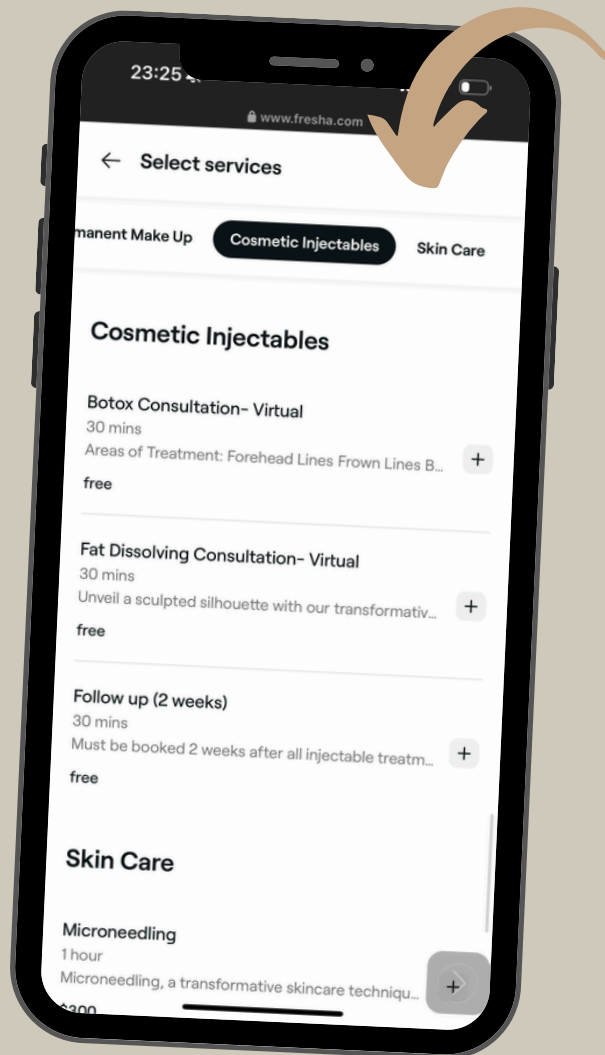 23:25
www.fresha.com
Select services
manent Make Up
Cosmetic Injectables
Skin Care
Cosmetic Injectables
Botox Consultation- Virtual
30 mins
Areas of Treatment: Forehead Lines Frown Lines B...
free
Fat Dissolving Consultation- Virtual
30 mins
Unveil a sculpted silhouette with our transformativ...
free
Follow up (2 weeks)
30 mins
Must be booked 2 weeks after all injectable treatm...
free
Skin Care
Microneedling
1 hour
Microneedling, a transformative skincare techniqu...
$300